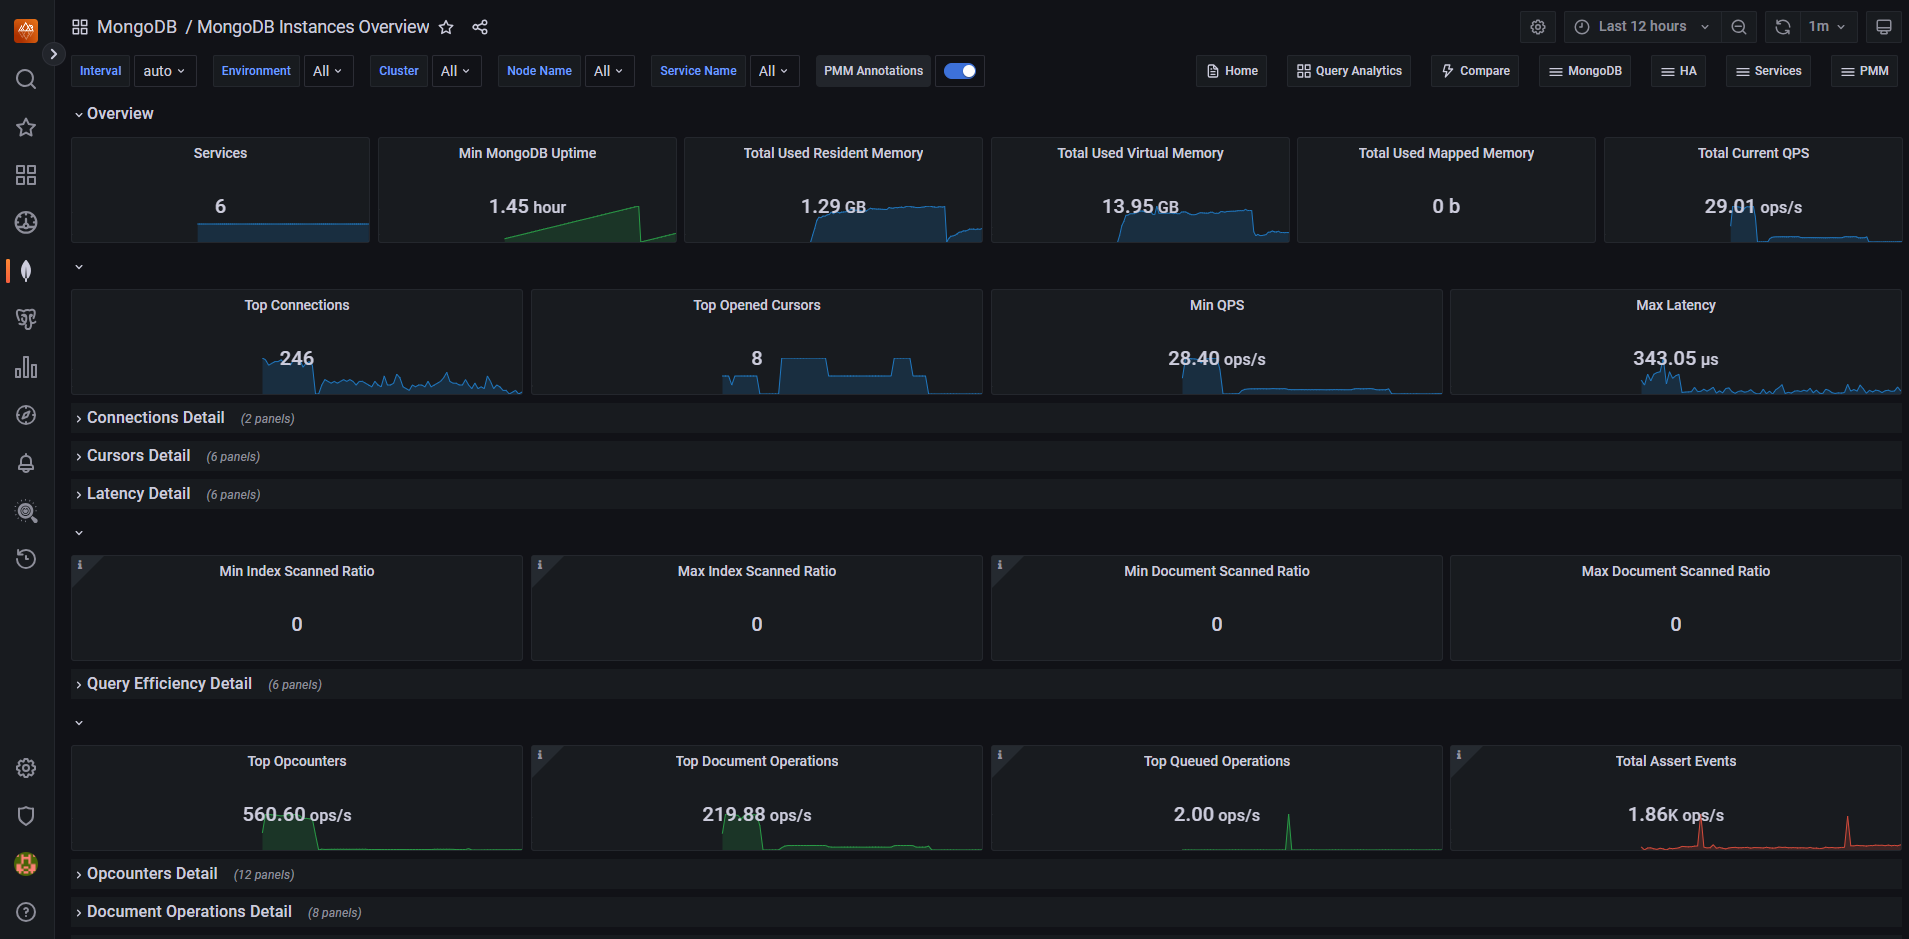 MongoDB / MongoDB Instances Overview
Last 12 hours
1m
Interval auto Environment All Cluster All Node Name All Service Name All PMM Annotations Home Query Analytics Compare MongoDB HA Services PMM
Overview
Services
6
Min MongoDB Uptime
1.45 hour
Total Used Resident Memory
1.29 GB
Total Used Virtual Memory
13.95 GB
Total Used Mapped Memory
0 b
Total Current QPS
29.01 ops/s
Top Connections
246
Top Opened Cursors
8
Min QPS
28.40 ops/s
Max Latency
343.05 µs
Connections Detail (2 panels)
Cursors Detail (6 panels)
Latency Detail (6 panels)
Min Index Scanned Ratio
0
Max Index Scanned Ratio
0
Min Document Scanned Ratio
0
Max Document Scanned Ratio
0
Query Efficiency Detail (6 panels)
Top Opcounters
560.60 ops/s
Top Document Operations
219.88 ops/s
Top Queued Operations
2.00 ops/s
Total Assert Events
1.86K ops/s
Opcounters Detail (12 panels)
Document Operations Detail (8 panels)